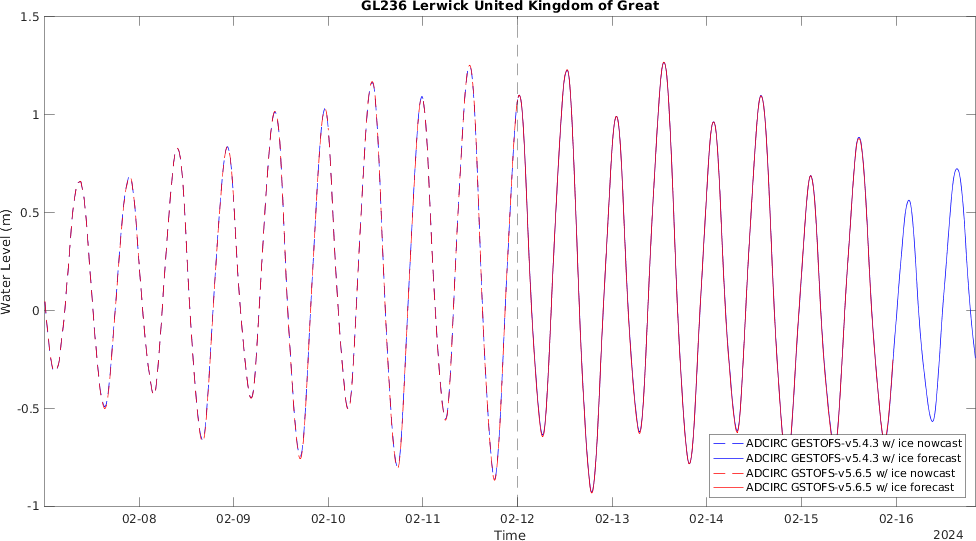 GL236 Lerwick United Kingdom of Great
1.5
1
0.5
0
-0.5
-1
Water Level (m)
ADCIRC GESTOFS-v5.4.3 w/ ice nowcast
ADCIRC GESTOFS-v5.4.3 w/ ice forecast
ADCIRC GSTOFS-v5.6.5 w/ ice nowcast
ADCIRC GSTOFS-v5.6.5 w/ ice forecast
02-08 02-09 02-10 02-11 02-12 02-13 02-14 02-15 02-16
Time
2024